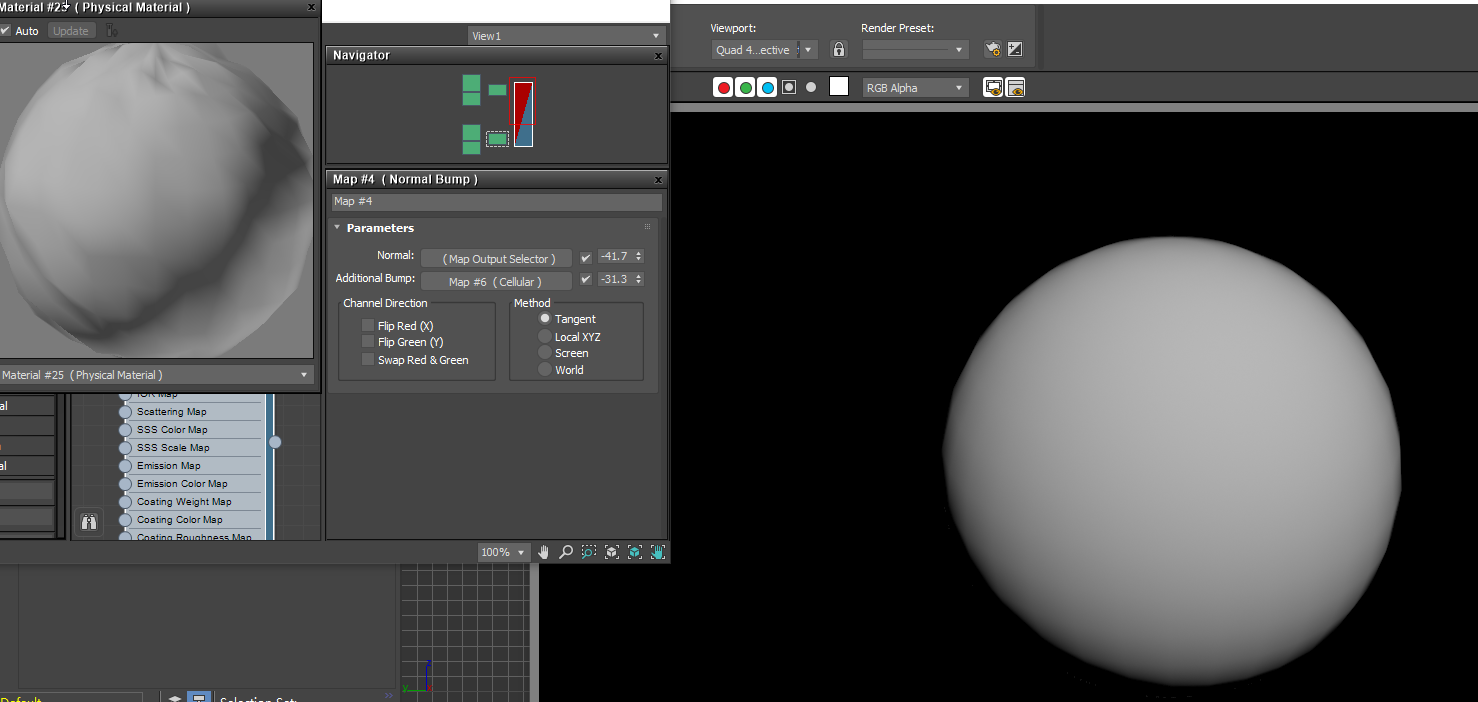 Material #25 ( Physical Material )
x
Auto
Update
View1
Navigator
x
Map #4 ( Normal Bump )
x
Map #4
Parameters
Normal:
( Map Output Selector )
-41.7
Additional Bump:
Map #6 ( Cellular )
-31.3
Channel Direction
Flip Red (X)
Flip Green (Y)
Swap Red & Green
Method
Tangent
Local XYZ
Screen
World
Material #25 ( Physical Material )
IOR Map
Scattering Map
SSS Color Map
SSS Scale Map
Emission Map
Emission Color Map
Coating Weight Map
Coating Color Map
Coating Roughness Map
al
al
100%
Viewport:
Quad 4...ective
Render Preset:
RGB Alpha
z
y
Default
Selection Set: